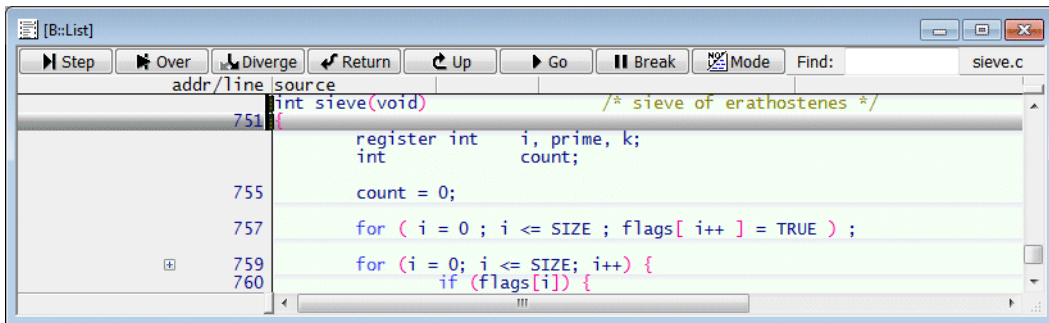 [B::List]
Step Over Diverge Return Up Go Break Mode Find: sieve.c
addr/line source
int sieve(void) /* sieve of erathostenes */
751 {
register int i, prime, k;
int count;
755 count = 0;
757 for ( i = 0 ; i <= SIZE ; flags[ i++ ] = TRUE ) ;
759 for (i = 0; i <= SIZE; i++) {
760 if (flags[i]) {